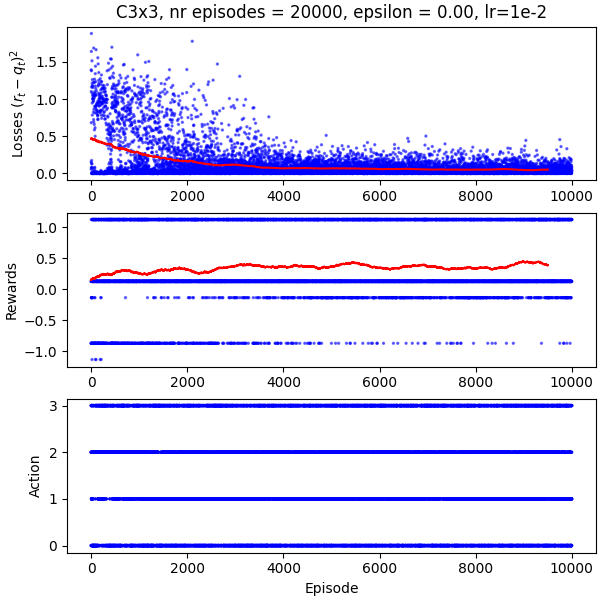 C3x3, nr episodes = 20000, epsilon = 0.00, lr=1e-2
Losses $(r_t - q_t)^2$
1.5
1.0
0.5
0.0
0 2000 4000 6000 8000 10000
Rewards
1.0
0.5
0.0
−0.5
−1.0
0 2000 4000 6000 8000 10000
Action
3
2
1
0
0 2000 4000 6000 8000 10000
Episode